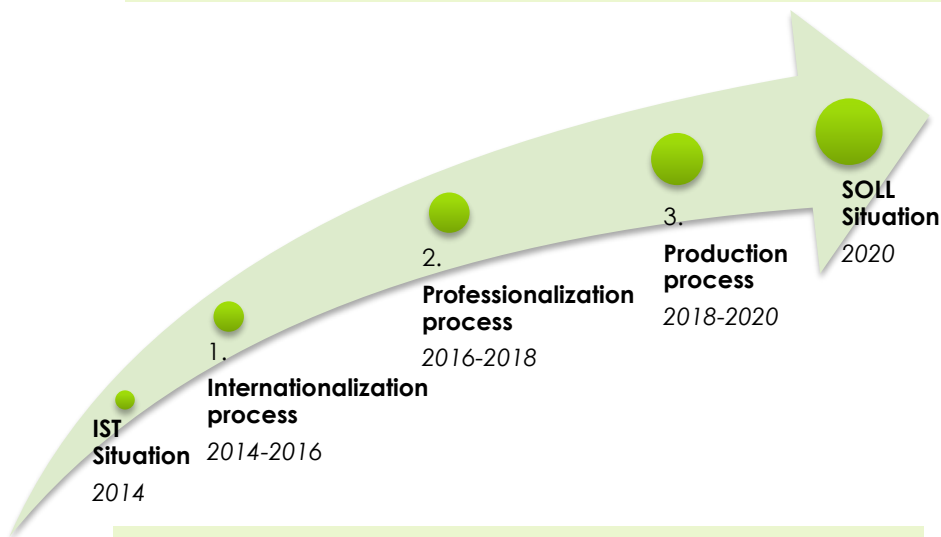 IST
Situation
2014
1.
Internationalization
process
2014-2016
2.
Professionalization
process
2016-2018
3.
Production
process
2018-2020
SOLL
Situation
2020